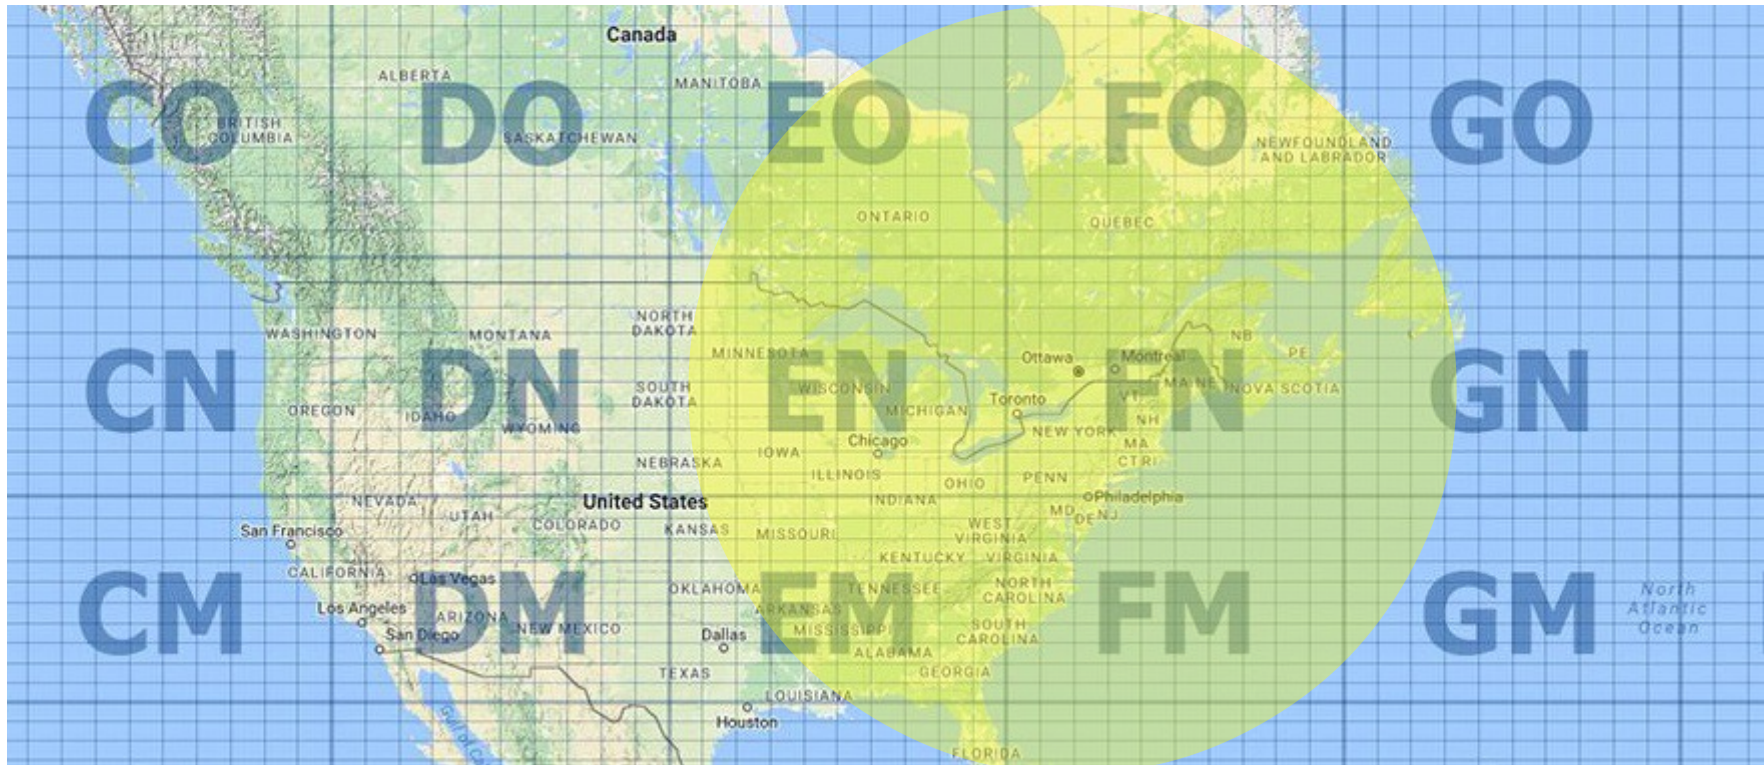 Canada
ALBERTA
MANITOBA
CO DO EO FO GO
BRITISH
COLUMBIA
SASKATCHEWAN
NEWFOUNDLAND
AND LABRADOR
ONTARIO
QUEBEC
NORTH
DAKOTA
WASHINGTON
MONTANA
NB
MINNESOTA
Ottawa
Montreal
PE
CN DN EN FN GN
SOUTH
DAKOTA
WISCONSIN
MAINE
NOVA SCOTIA
VT
OREGON
IDAHO
MICHIGAN
Toronto
NH
WYOMING
NEW YORK
MA
Chicago
IOWA
CT RI
NEBRASKA
ILLINOIS
OHIO
PENN
NEVADA
United States
INDIANA
Philadelphia
UTAH
MD
DE
NJ
COLORADO
KANSAS
MISSOURI
WEST
VIRGINIA
San Francisco
KENTUCKY
VIRGINIA
CALIFORNIA
Las Vegas
OKLAHOMA
TENNESSEE
NORTH
CAROLINA
North
Atlantic
Ocean
CM DM EM FM GM
Los Angeles
ARIZONA
ARKANSAS
San Diego
NEW MEXICO
Dallas
MISSISSIPPI
SOUTH
CAROLINA
ALABAMA
TEXAS
GEORGIA
LOUISIANA
Houston
Gulf of Ca
FLORIDA